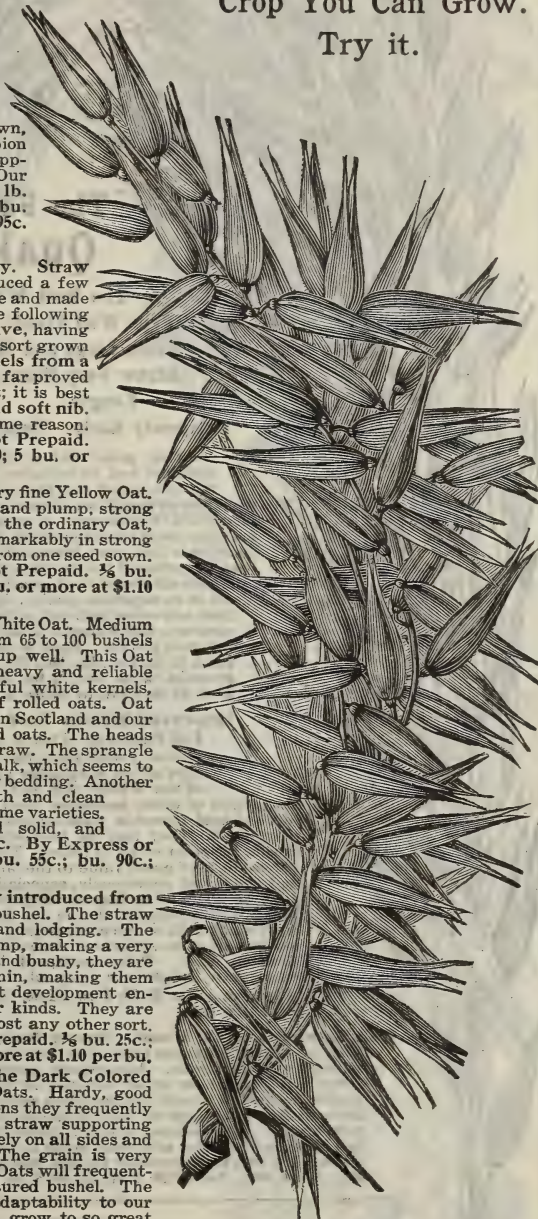 Crop You Can Grow.
Try it.
wn,
ion
pp-
Our
lb.
bu.
95c.
y. Straw
uced a few
e and made
e following
ive, having
sort grown
els from a
far proved
; it is best
d soft nib.
me reason.
ot Prepaid.
0; 5 bu. or
ry fine Yellow Oat.
and plump, strong
the ordinary Oat,
markably in strong
rom one seed sown.
t Prepaid. ⅛ bu.
u. or more at $1.10
White Oat. Medium
m 65 to 100 bushels
up well. This Oat
heavy and reliable
ful white kernels,
f rolled oats. Oat
n Scotland and our
d oats. The heads
raw. The sprangle
alk, which seems to
bedding. Another
th and clean
me varieties.
l solid, and
c. By Express or
bu. 55c.; bu. 90c.;
r introduced from
bushel. The straw
and lodging. The
mp, making a very
nd bushy, they are
hin, making them
t development en-
r kinds. They are
ost any other sort.
repaid. ⅛ bu. 25c.;
ore at $1.10 per bu.
he Dark Colored
Oats. Hardy, good
ns they frequently
straw supporting
ely on all sides and
The grain is very
Oats will frequent-
ured bushel. The
daptability to our
grow to so great